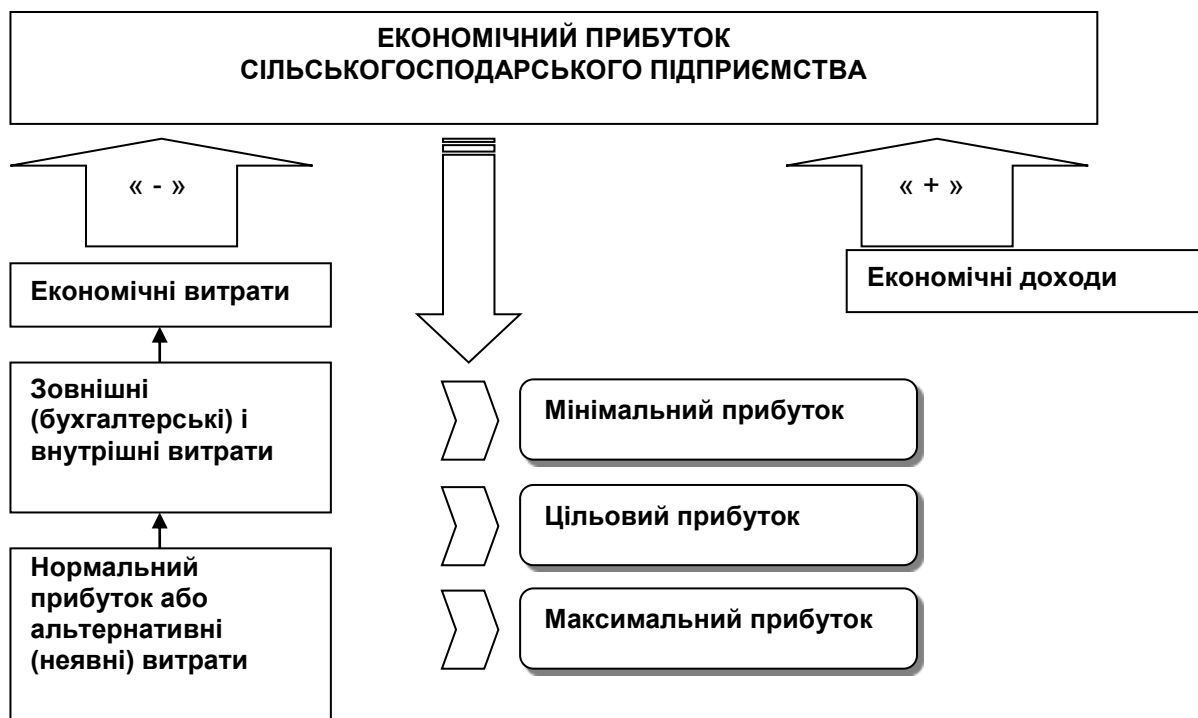 ЕКОНОМІЧНИЙ ПРИБУТОК
СІЛЬСЬКОГОСПОДАРСЬКОГО ПІДПРИЄМСТВА
« - »
« + »
Економічні витрати
Економічні доходи
Зовнішні
(бухгалтерські) і
внутрішні витрати
Мінімальний прибуток
Цільовий прибуток
Нормальний
прибуток або
альтернативні
(неявні) витрати
Максимальний прибуток